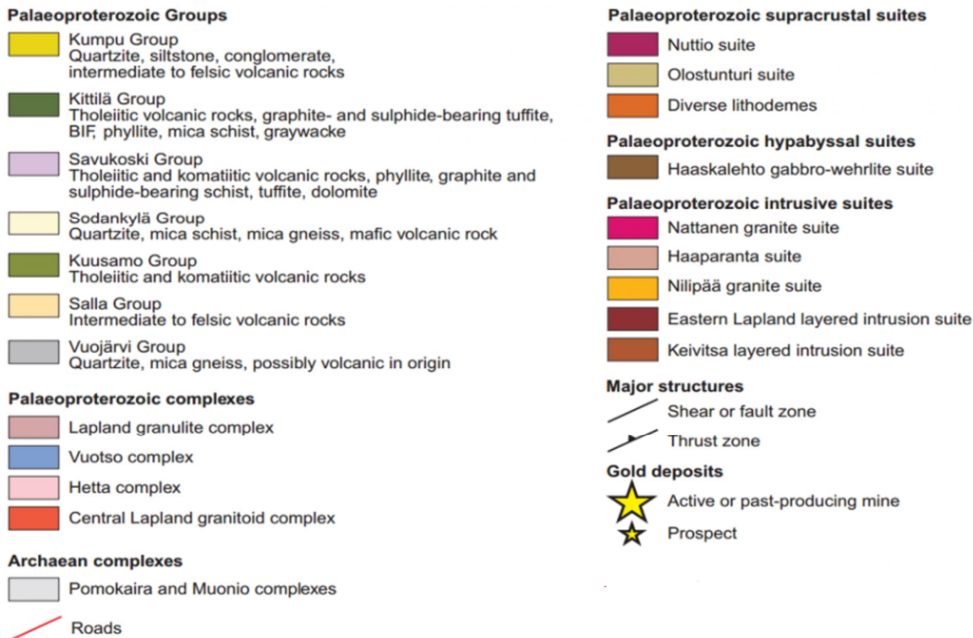 Palaeoproterozoic Groups
Kumpu Group
Quartzite, siltstone, conglomerate,
intermediate to felsic volcanic rocks
Kittilä Group
Tholeiitic volcanic rocks, graphite- and sulphide-bearing tuffite,
BIF, phyllite, mica schist, graywacke
Savukoski Group
Tholeiitic and komatiitic volcanic rocks, phyllite, graphite and
sulphide-bearing schist, tuffite, dolomite
Sodankylä Group
Quartzite, mica schist, mica gneiss, mafic volcanic rock
Kuusamo Group
Tholeiitic and komatiitic volcanic rocks
Salla Group
Intermediate to felsic volcanic rocks
Vuojärvi Group
Quartzite, mica gneiss, possibly volcanic in origin
Palaeoproterozoic complexes
Lapland granulite complex
Vuotso complex
Hetta complex
Central Lapland granitoid complex
Archaean complexes
Pomokaira and Muonio complexes
Roads
Palaeoproterozoic supracrustal suites
Nuttio suite
Olostunturi suite
Diverse lithodemes
Palaeoproterozoic hypabyssal suites
Haaskalehto gabbro-wehrlite suite
Palaeoproterozoic intrusive suites
Nattanen granite suite
Haaparanta suite
Nilipää granite suite
Eastern Lapland layered intrusion suite
Keivitsa layered intrusion suite
Major structures
Shear or fault zone
Thrust zone
Gold deposits
Active or past-producing mine
Prospect